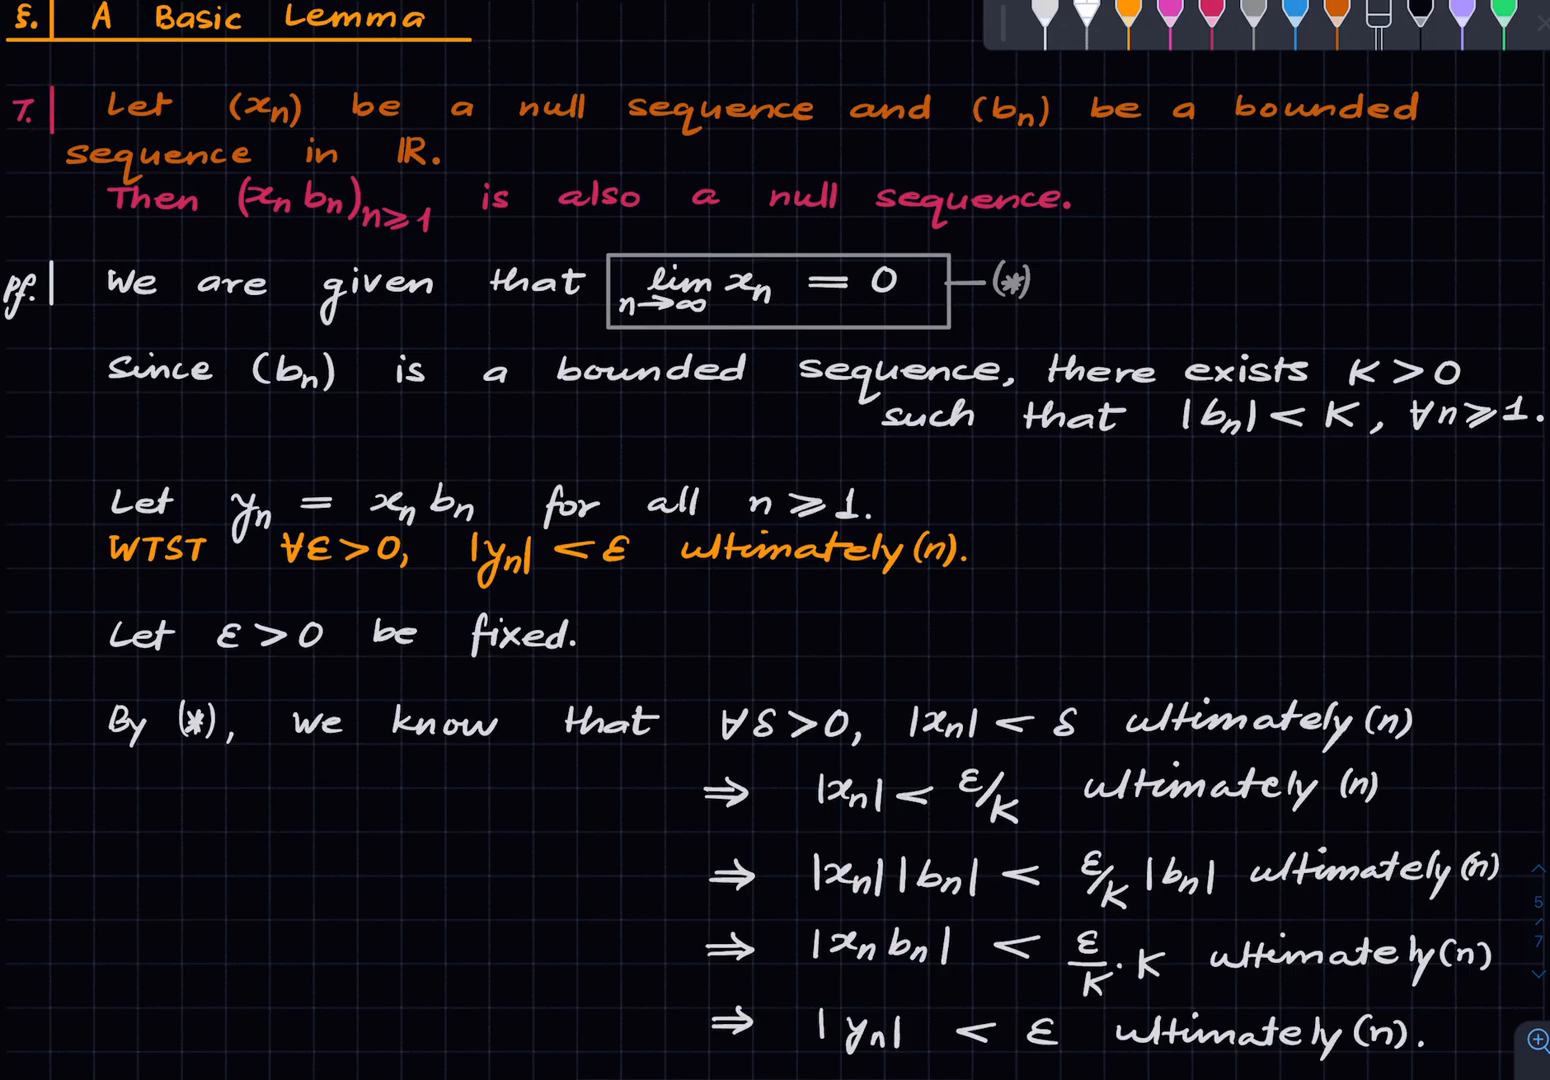 §. A Basic Lemma
7. Let (xₙ) be a null sequence and (bₙ) be a bounded
sequence in ℝ.
Then (xₙ bₙ)ₙ≥₁ is also a null sequence.
pf. We are given that lim n→∞ xₙ = 0 — (*)
Since (bₙ) is a bounded sequence, there exists K > 0
such that |bₙ| < K, ∀n ≥ 1.
Let yₙ = xₙ bₙ for all n ≥ 1.
WTST ∀ε > 0, |yₙ| < ε ultimately (n).
Let ε > 0 be fixed.
By (*), we know that ∀δ > 0, |xₙ| < δ ultimately (n)
⇒ |xₙ| < ε/K ultimately (n)
⇒ |xₙ| |bₙ| < ε/K |bₙ| ultimately (n)
⇒ |xₙ bₙ| < ε/K · K ultimately (n)
⇒ |yₙ| < ε ultimately (n).
5
7